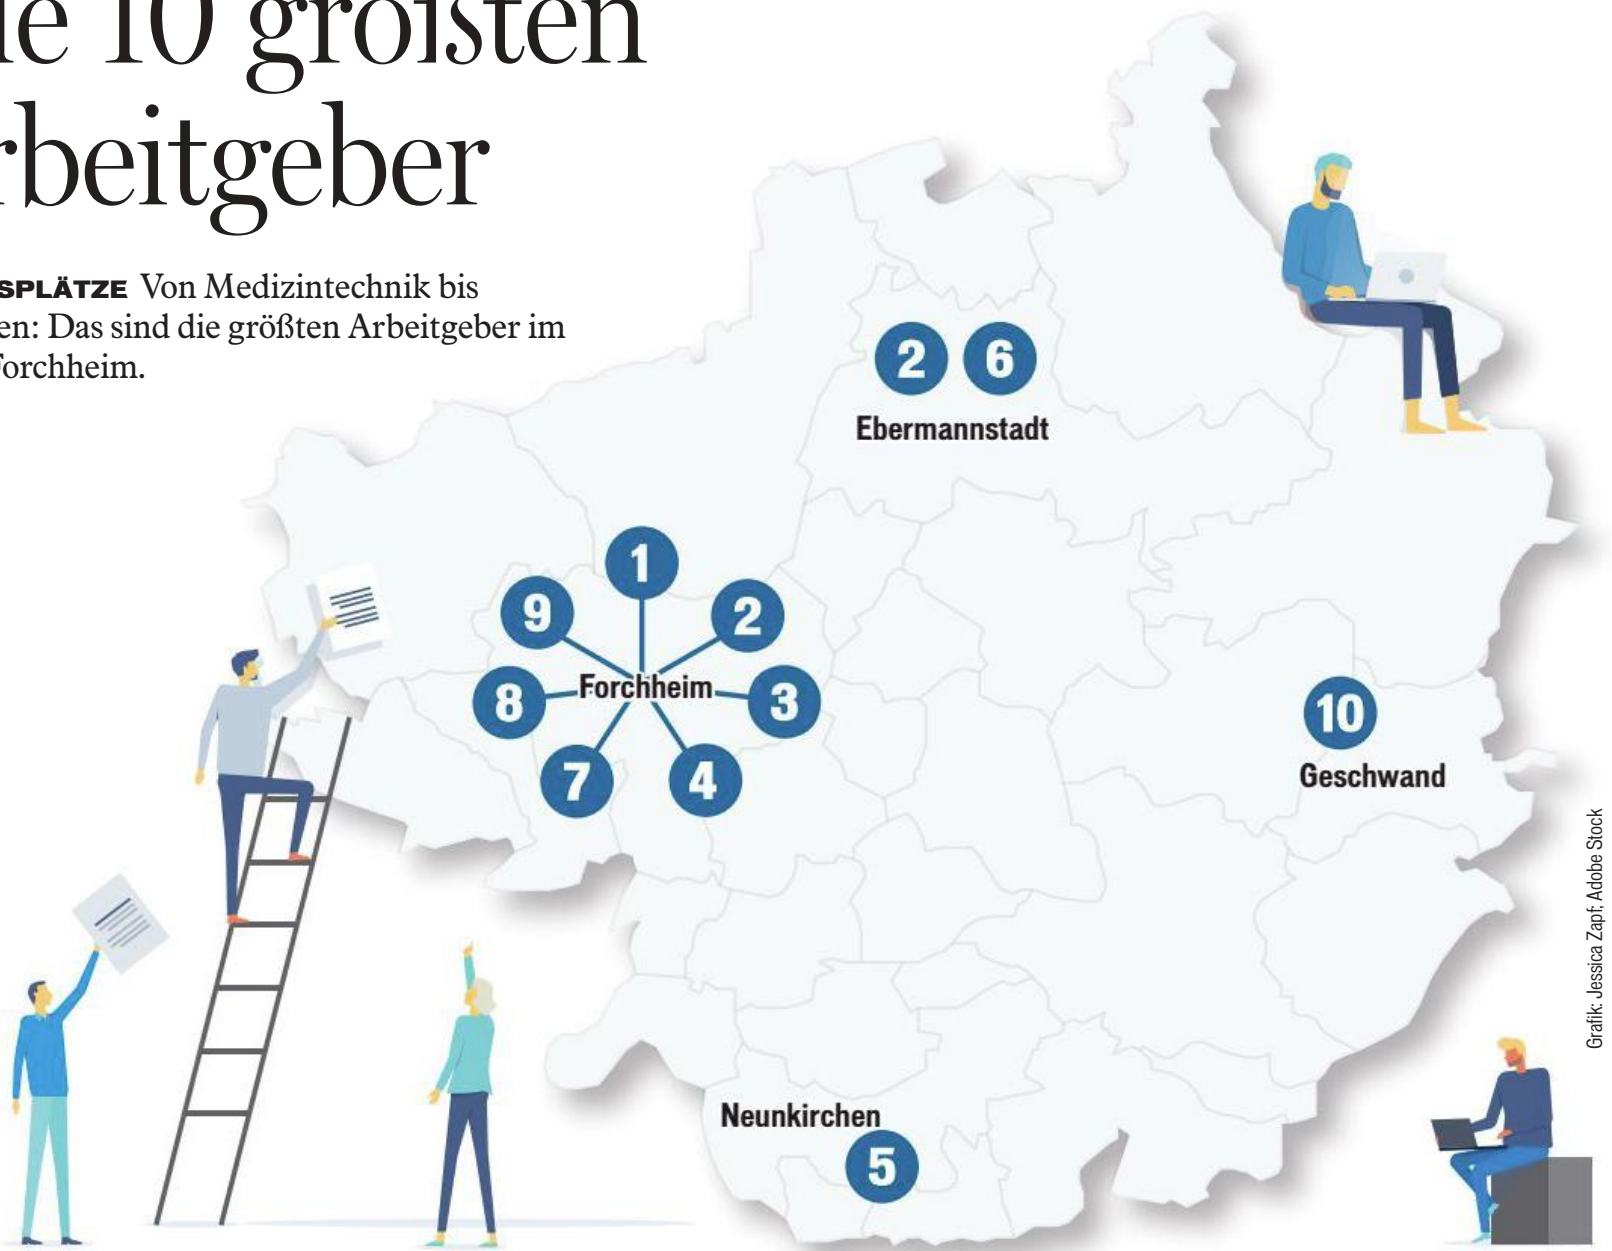 ie 10 größten
rbeitgeber
SPLÄTZE Von Medizintechnik bis
en: Das sind die größten Arbeitgeber im
Forchheim.
2 6
Ebermannstadt
1
9 2
Forchheim
8 3
7 4
10
Geschwand
Neunkirchen
5
Grafik: Jessica Zapf, Adobe Stock